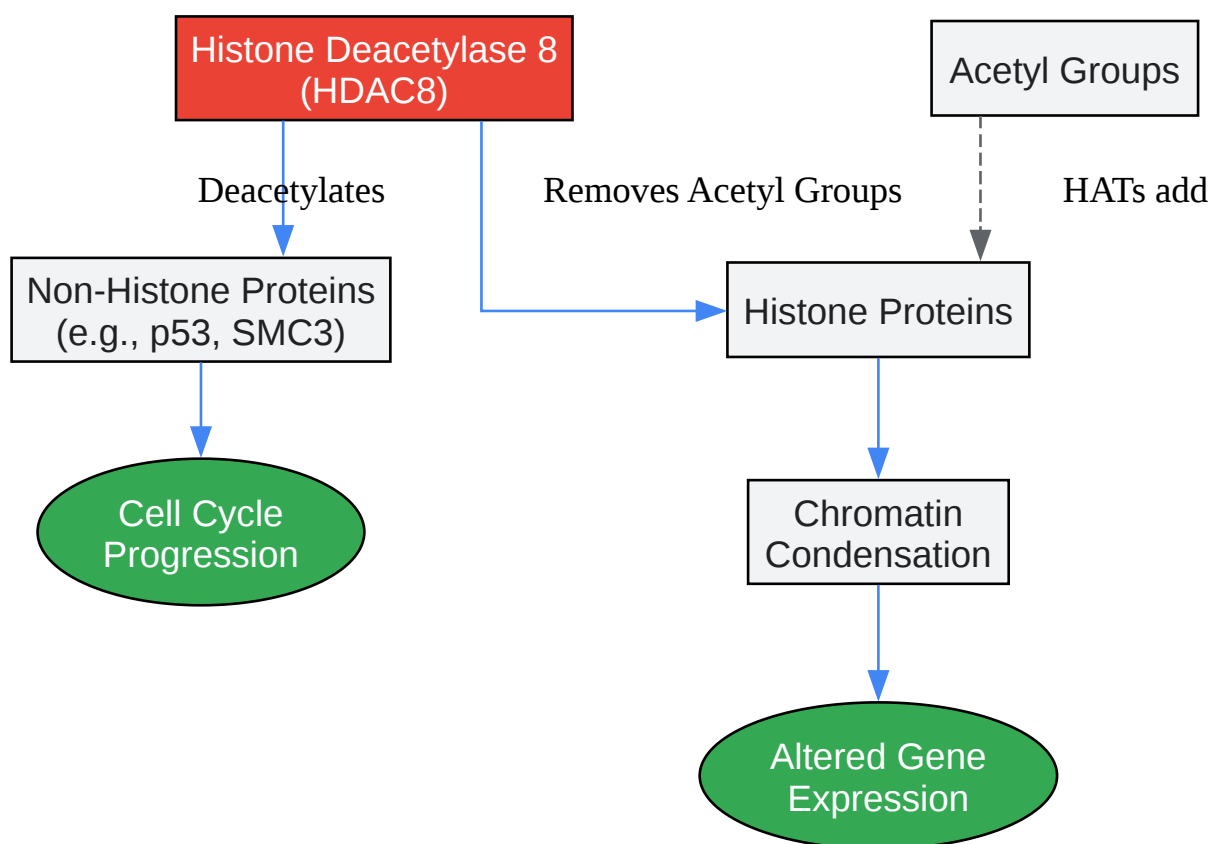 Histone Deacetylase 8
(HDAC8)
Acetyl Groups
Deacetylates
Removes Acetyl Groups
HATs add
Non-Histone Proteins
(e.g., p53, SMC3)
Histone Proteins
Cell Cycle
Progression
Chromatin
Condensation
Altered Gene
Expression